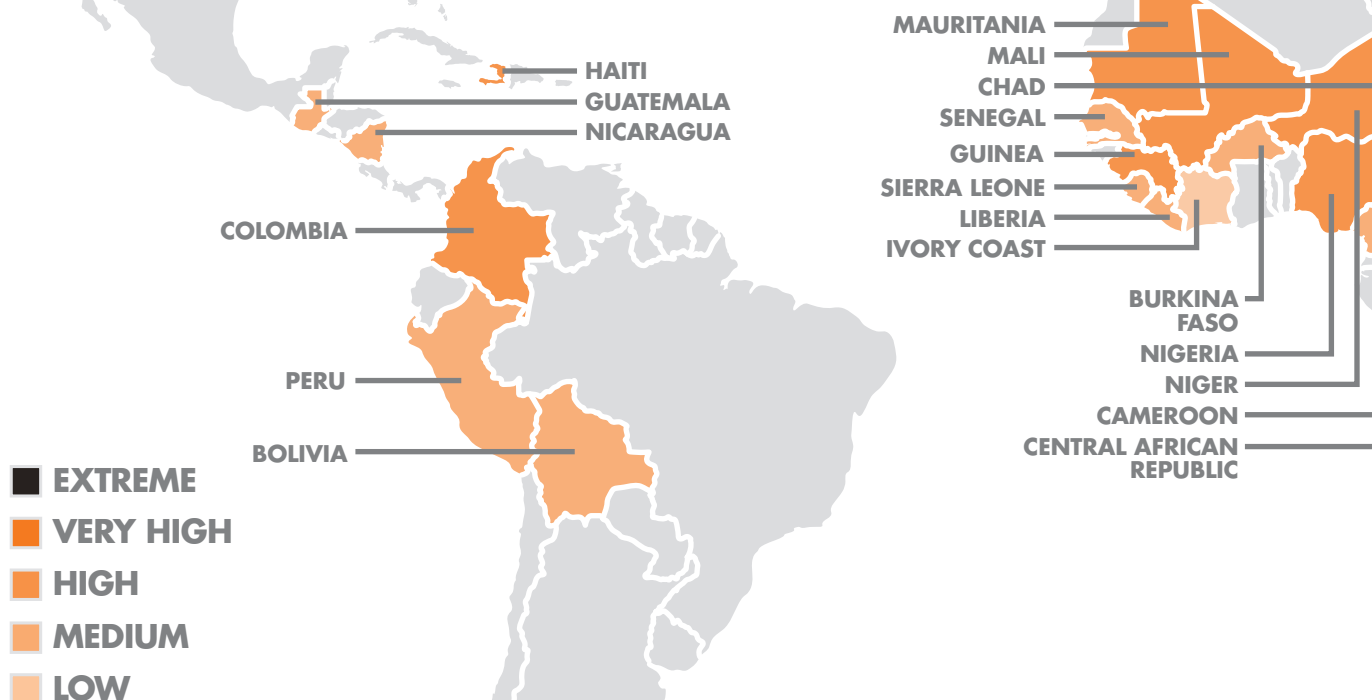 MAURITANIA
MALI
CHAD
SENEGAL
GUINEA
SIERRA LEONE
LIBERIA
IVORY COAST
HAITI
GUATEMALA
NICARAGUA
COLOMBIA
PERU
BOLIVIA
BURKINA
FASO
NIGERIA
NIGER
CAMEROON
CENTRAL AFRICAN
REPUBLIC
EXTREME
VERY HIGH
HIGH
MEDIUM
LOW